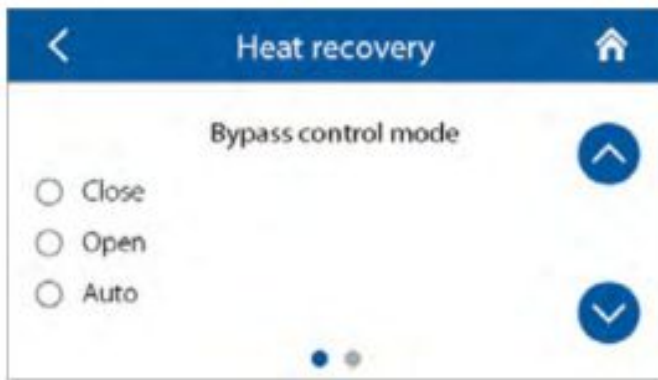 Heat recovery
Bypass control mode
Close
Open
Auto